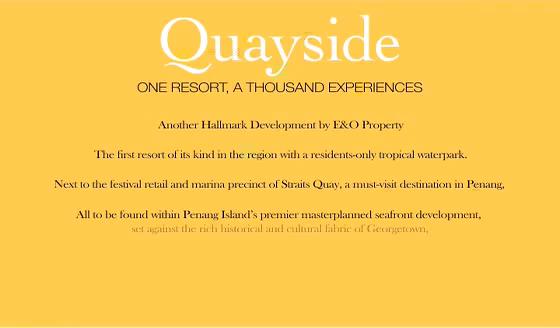 Quayside
ONE RESORT, A THOUSAND EXPERIENCES
Another Hallmark Development by E&O Property
The first resort of its kind in the region with a residents-only tropical waterpark.
Next to the festival retail and marina precinct of Straits Quay, a must-visit destination in Penang,
All to be found within Penang Island's premier masterplanned seafront development,
set against the rich historical and cultural fabric of Georgetown,